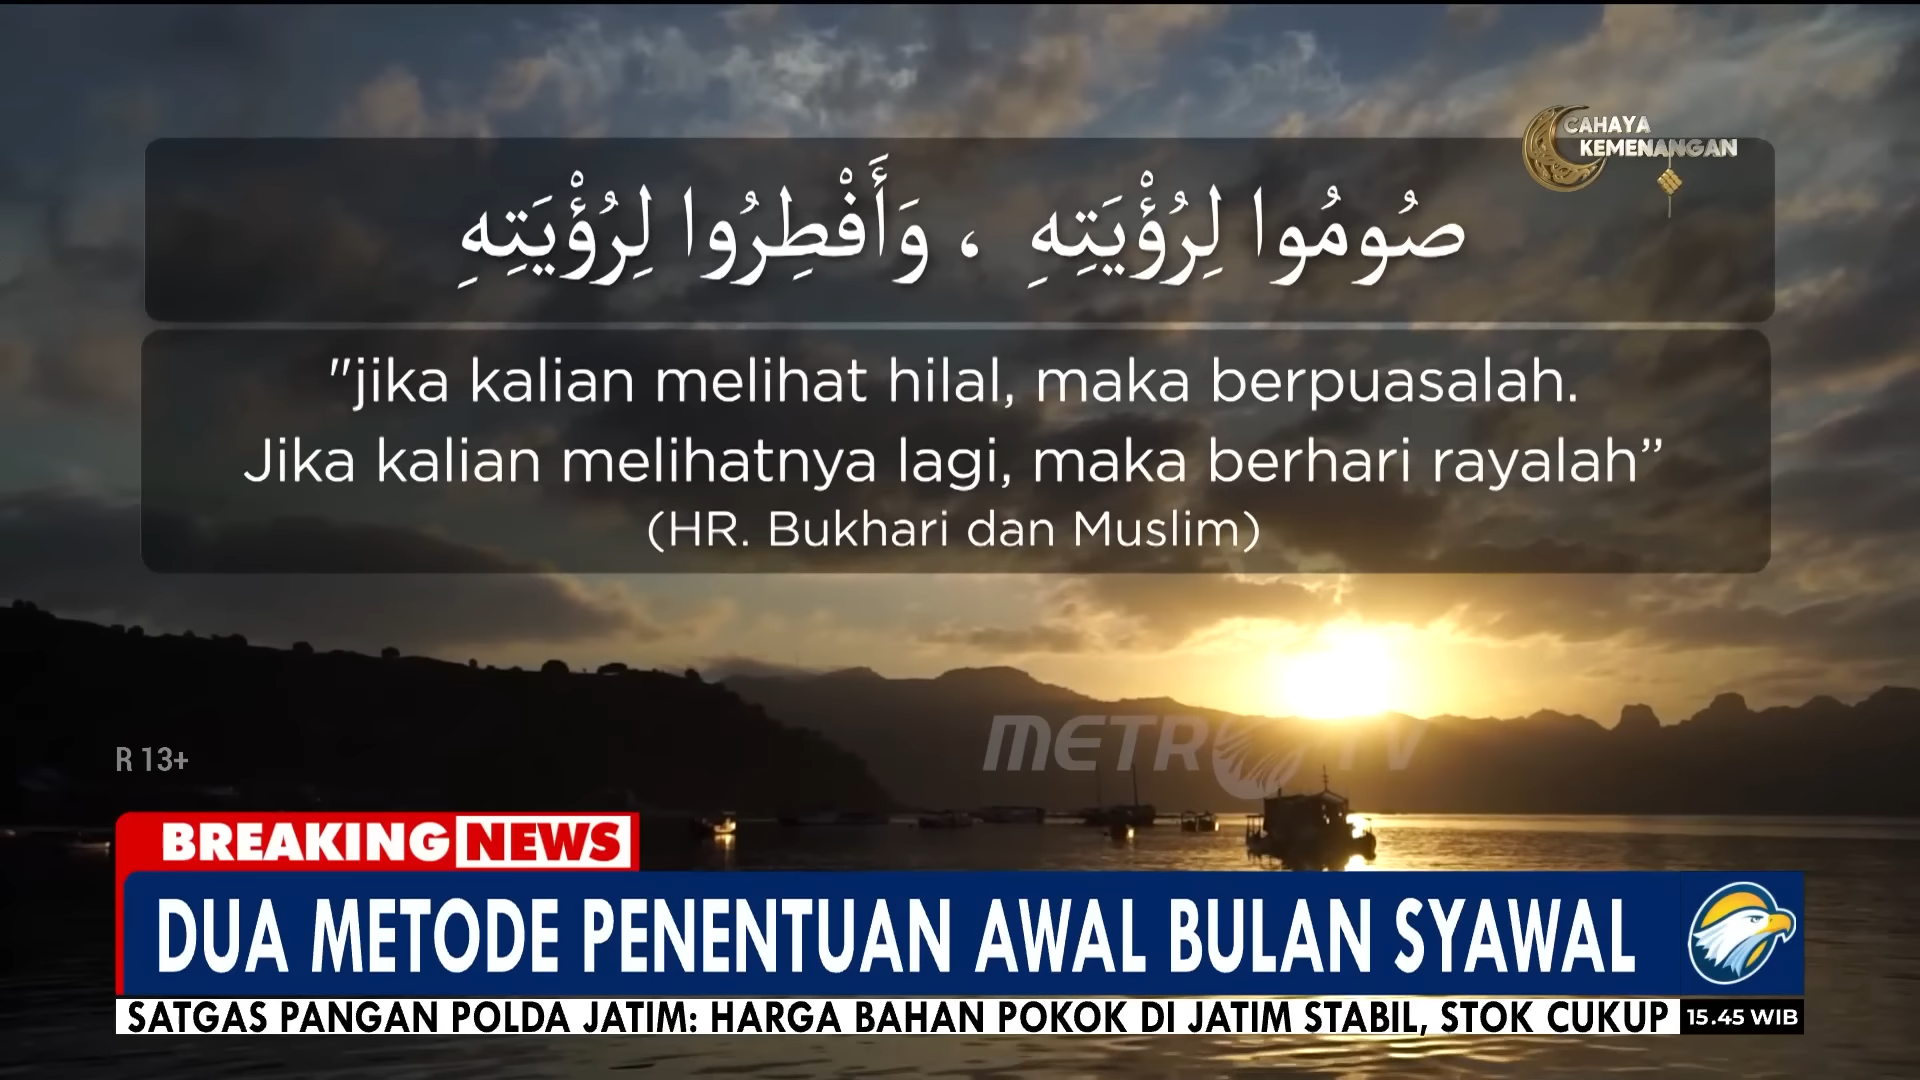 CAHAYA
KEMENANGAN
صُومُوا لِرُؤْيَتِهِ ، وَأَفْطِرُوا لِرُؤْيَتِهِ
"jika kalian melihat hilal, maka berpuasalah.
Jika kalian melihatnya lagi, maka berhari rayalah”
(HR. Bukhari dan Muslim)
METRO TV
R 13+
BREAKING NEWS
DUA METODE PENENTUAN AWAL BULAN SYAWAL
SATGAS PANGAN POLDA JATIM: HARGA BAHAN POKOK DI JATIM STABIL, STOK CUKUP
15.45 WIB